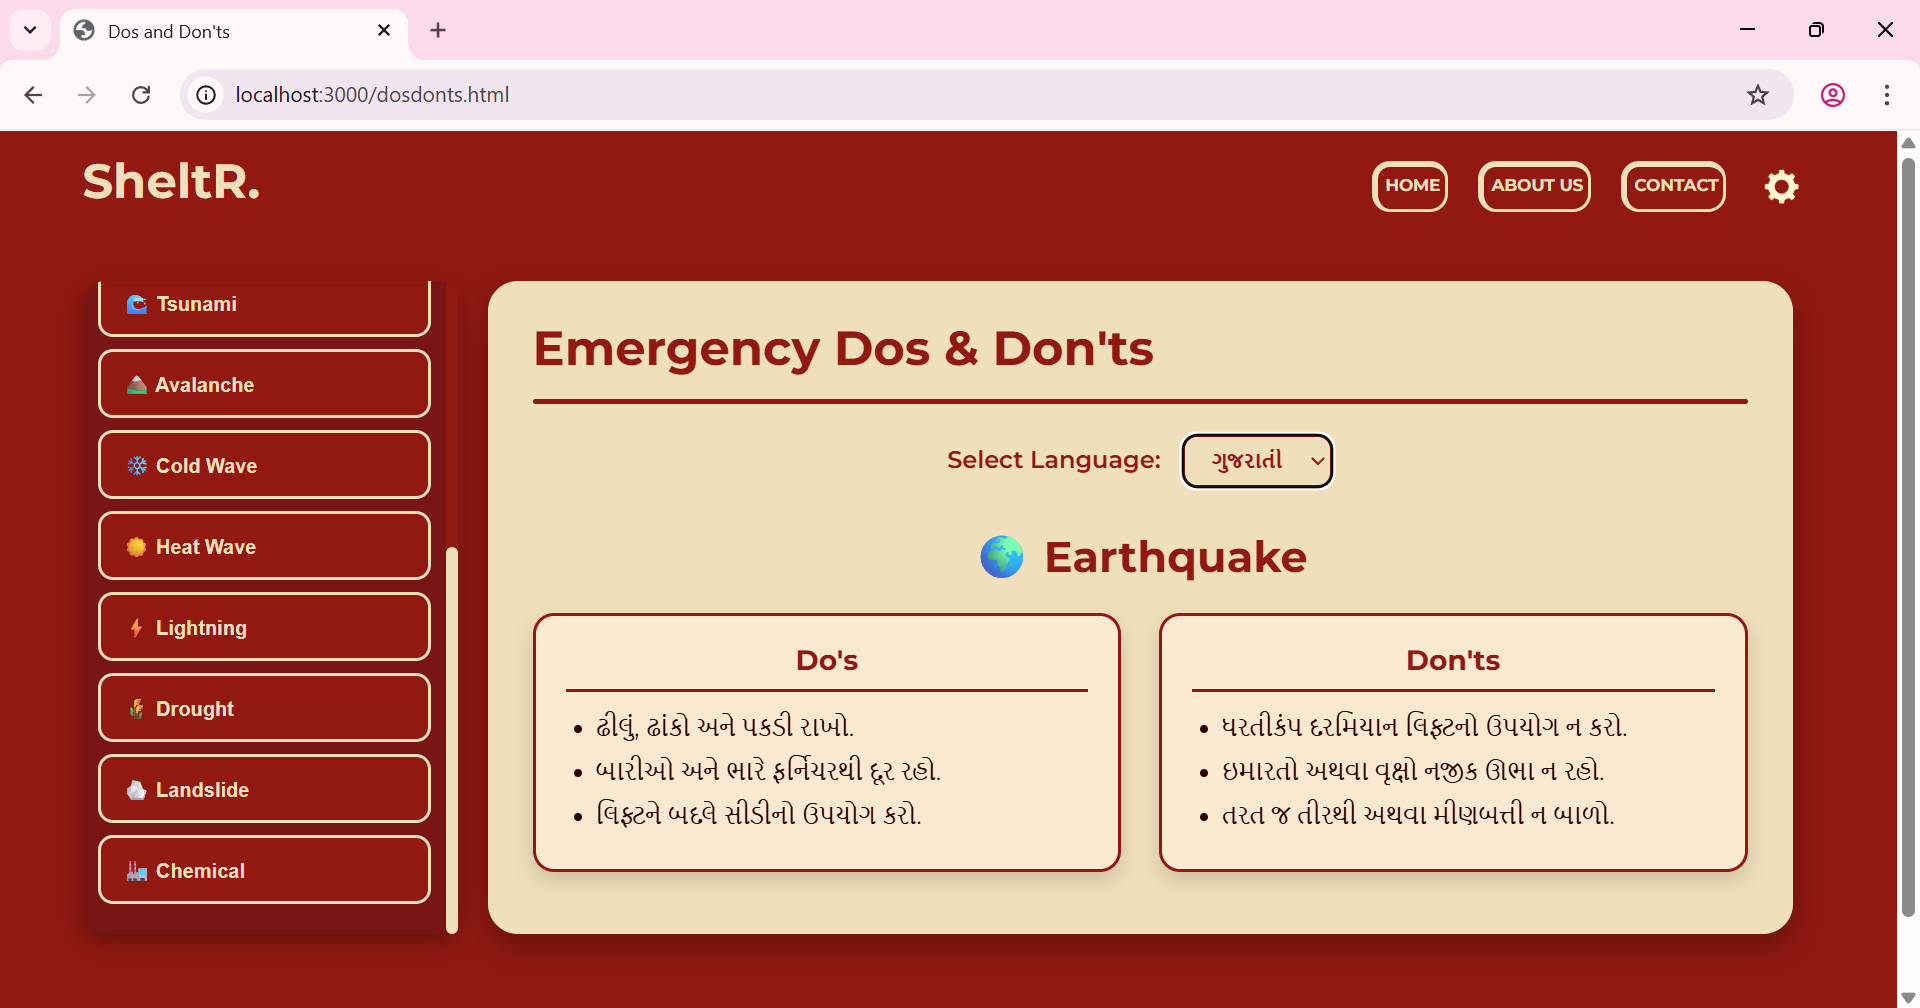 Dos and Don'ts
localhost:3000/dosdonts.html
SheltR.
HOME
ABOUT US
CONTACT
Tsunami
Avalanche
Cold Wave
Heat Wave
Lightning
Drought
Landslide
Chemical
Emergency Dos & Don'ts
Select Language: ગુજરાતી
Earthquake
Do's
ઢીલું, ઢાંકો અને પકડી રાખો.
બારીઓ અને ભારે ફર્નિચરથી દૂર રહો.
લિફ્ટને બદલે સીડીનો ઉપયોગ કરો.
Don'ts
ધરતીકંપ દરમિયાન લિફ્ટનો ઉપયોગ ન કરો.
ઇમારતો અથવા વૃક્ષો નજીક ઊભા ન રહો.
તરત જ તીરથી અથવા મીણબત્તી ન બાળો.